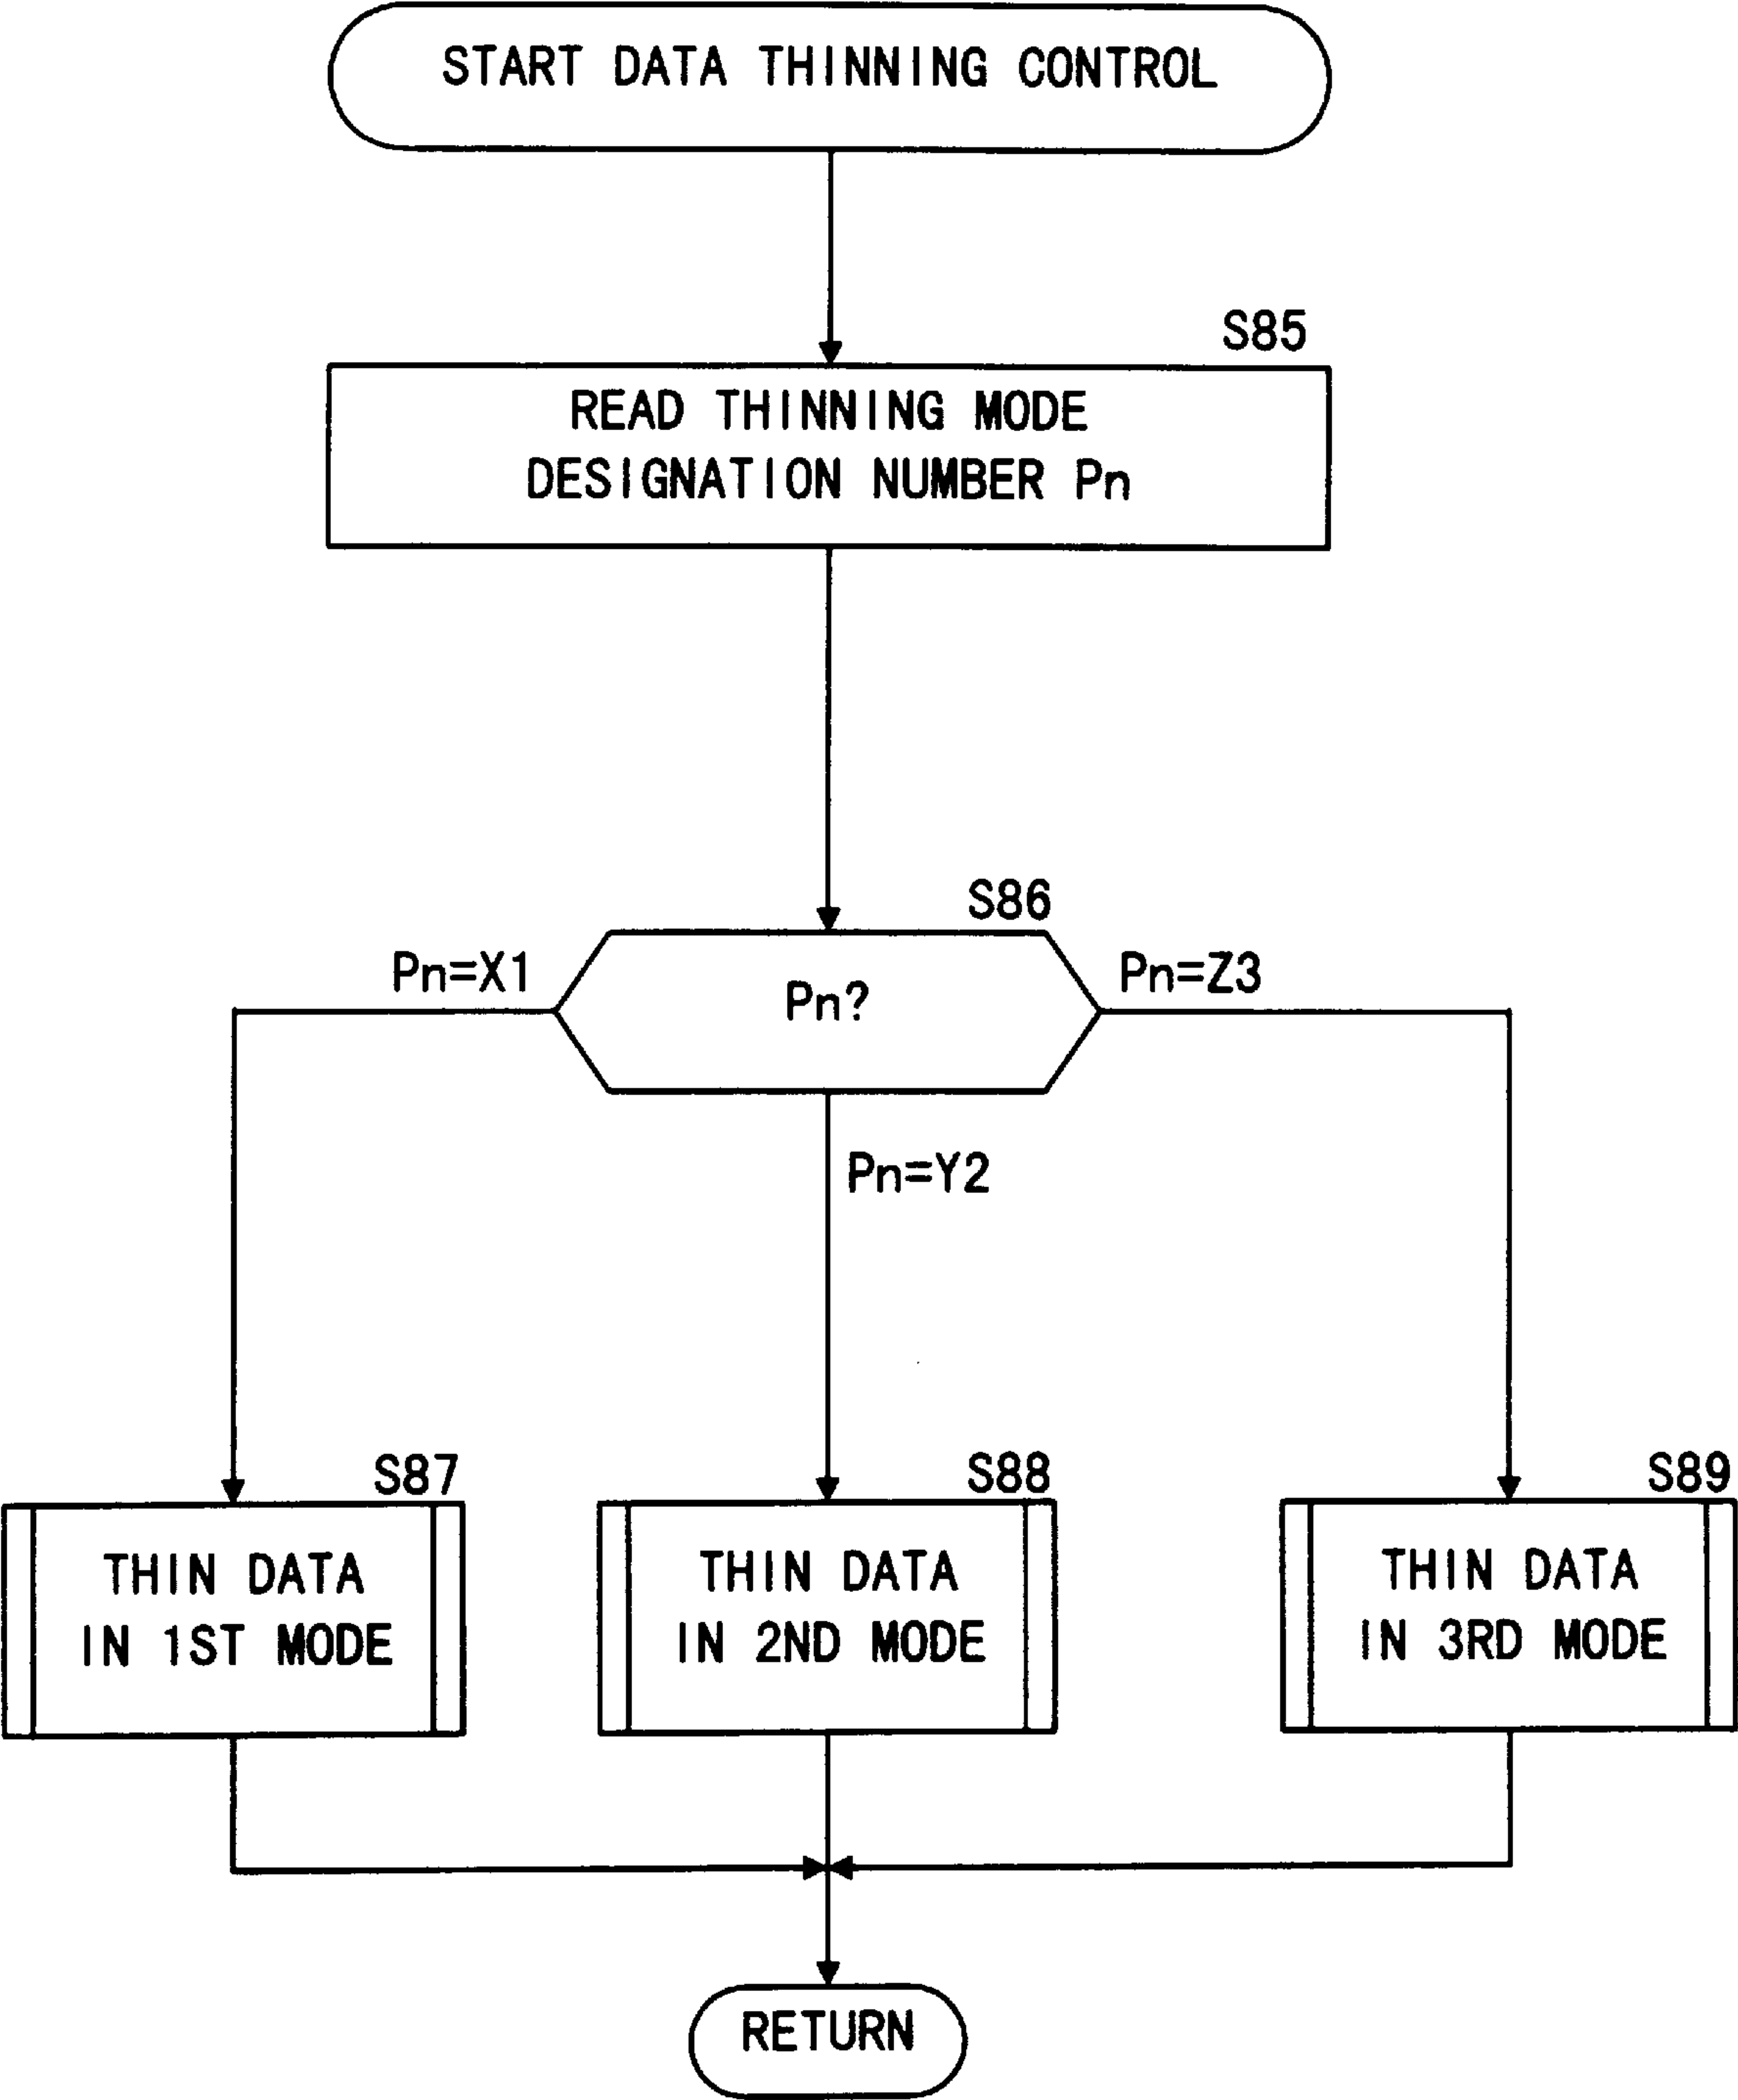 START DATA THINNING CONTROL
S85
READ THINNING MODE
DESIGNATION NUMBER Pn
S86
Pn=X1
Pn?
Pn=Z3
Pn=Y2
S87
S88
S89
THIN DATA
IN 1ST MODE
THIN DATA
IN 2ND MODE
THIN DATA
IN 3RD MODE
RETURN